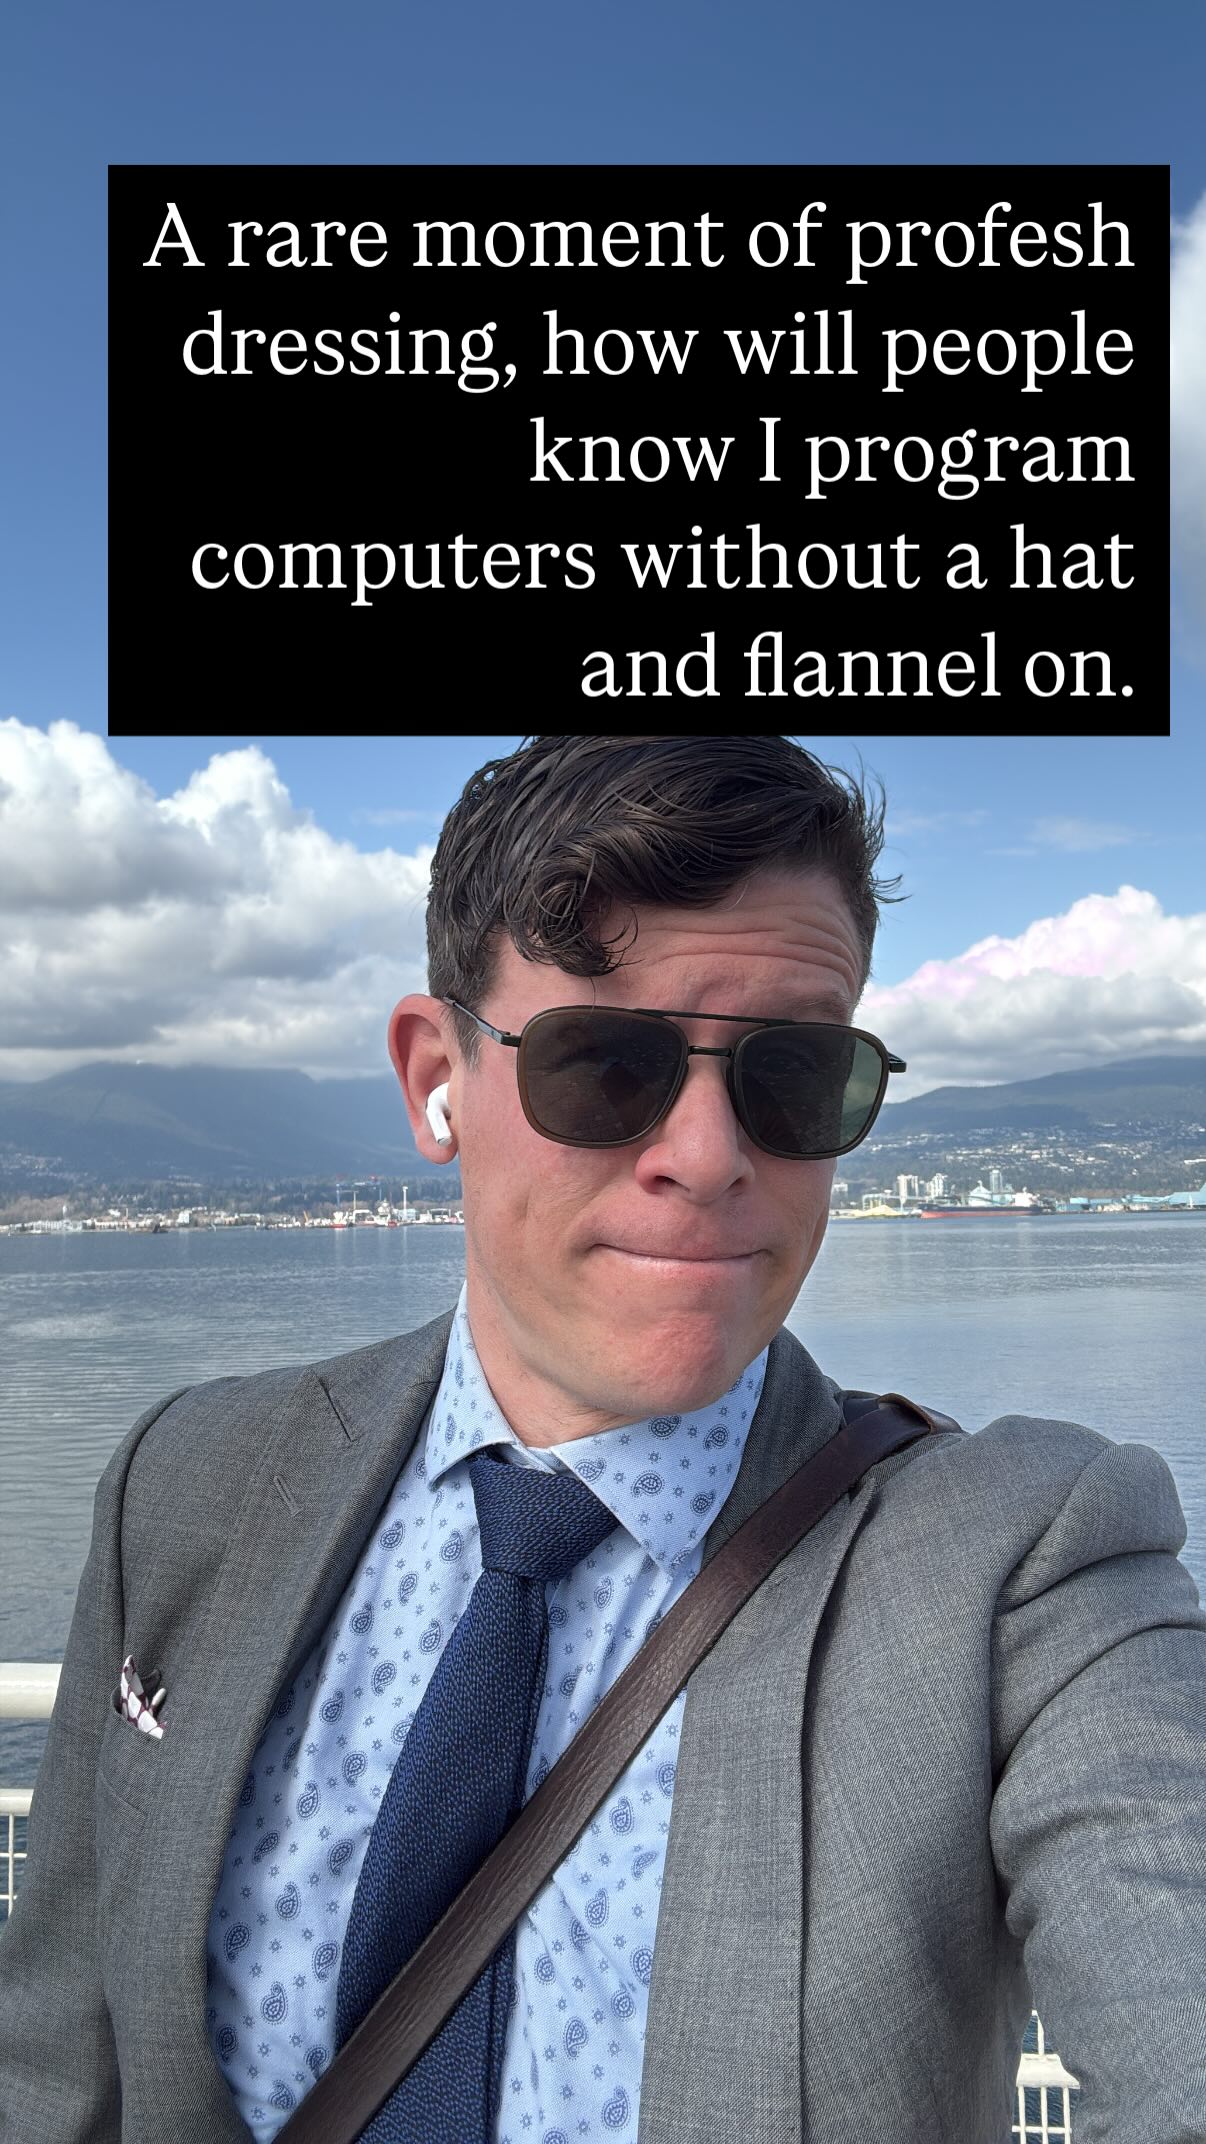 A rare moment of profesh
dressing, how will people
know I program
computers without a hat
and flannel on.